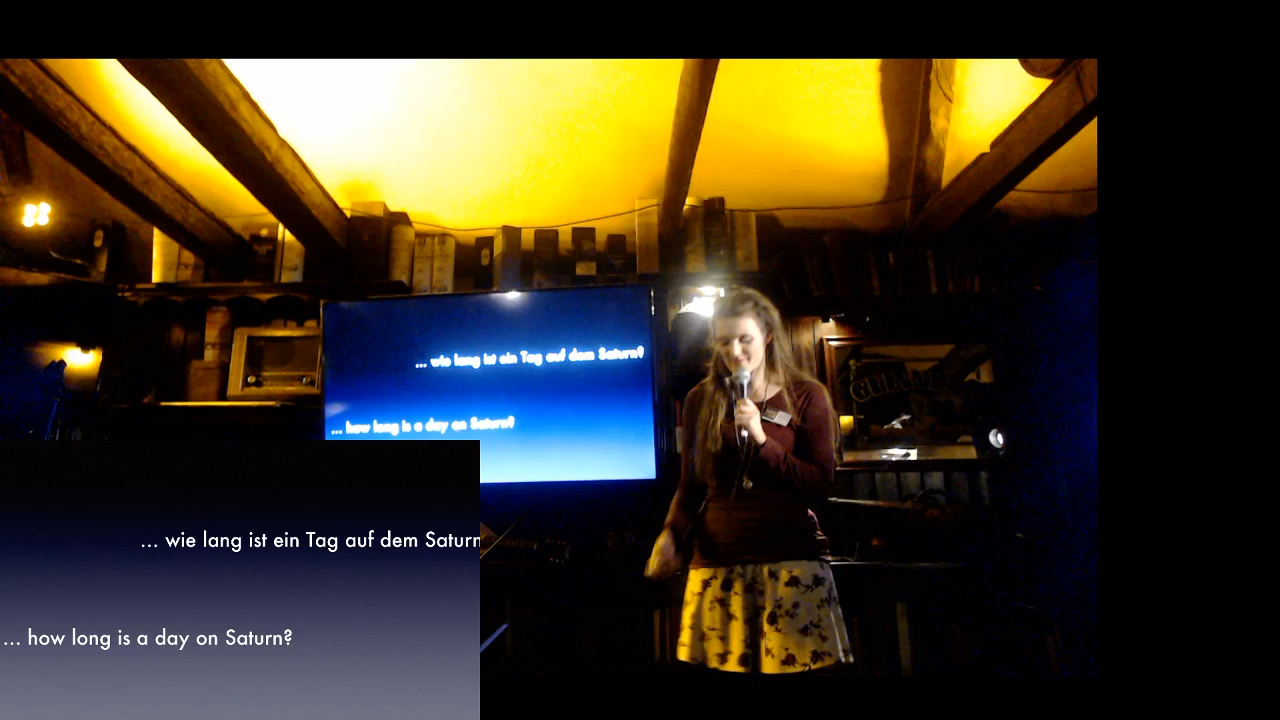 ... wie lang ist ein Tag auf dem Saturn?
... how long is a day on Saturn?
GUINNESS
... wie lang ist ein Tag auf dem Saturn
... how long is a day on Saturn?